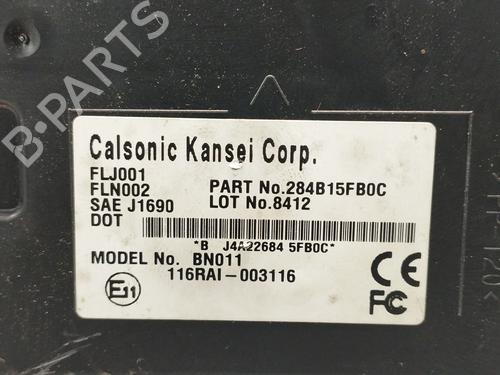 B-PARTS
Calsonic Kansei Corp.
FLJ001
FLN002 PART No.284B15FB0C
SAE J1690 LOT No.8412
DOT
*B J4A22684 5FB0C*
MODEL No. BN011
116RAI-003116
E11
CE
FC